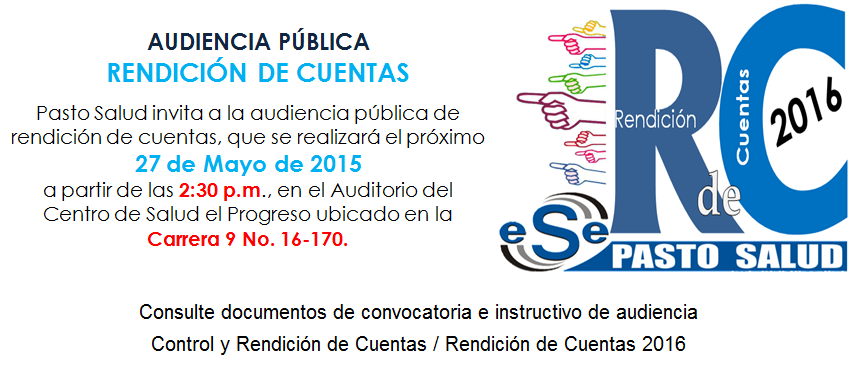 AUDIENCIA PÚBLICA
RENDICIÓN DE CUENTAS
Pasto Salud invita a la audiencia pública de
rendición de cuentas, que se realizará el próximo
27 de Mayo de 2015
a partir de las 2:30 p.m., en el Auditorio del
Centro de Salud el Progreso ubicado en la
Carrera 9 No. 16-170.
RC
Rendición
de
Cuentas
2016
eSe
PASTO SALUD
Consulte documentos de convocatoria e instructivo de audiencia
Control y Rendición de Cuentas / Rendición de Cuentas 2016